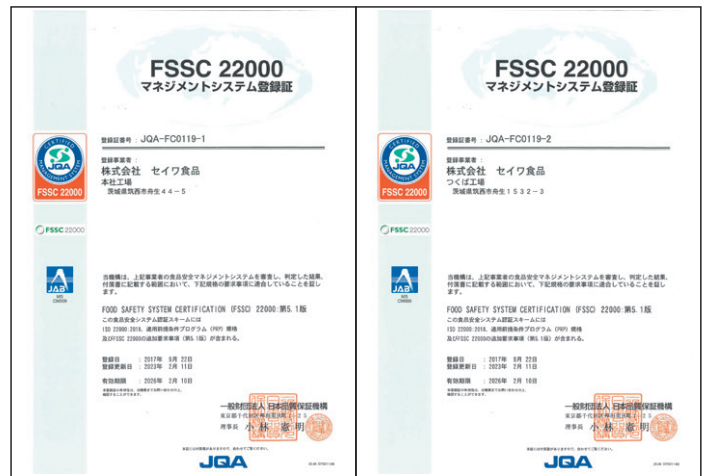 FSSC 22000
マネジメントシステム登録証
登録証番号 : JQA-FC0119-1
登録事業者 :
株式会社 セイワ食品
本社工場
茨城県筑西市舟生44-5
CERTIFIED
MANAGEMENT SYSTEM
JQA
FSSC 22000
FSSC 22000
JAB
当機構は、上記事業者の食品安全マネジメントシステムを審査し、判定した結果、
付属書に記載する範囲において、下記規格の要求事項に適合していることを証し
ます。
FOOD SAFETY SYSTEM CERTIFICATION (FSSC) 22000:第5.1版
この食品安全システム認証スキームには
ISO 22000:2018、適用前提条件プログラム (PRP) 規格
及びFSSC 22000の追加要求事項 (第5.1版) が含まれる。
登録日 : 2017年 9月 22日
登録更新日 : 2023年 2月 11日
有効期限 : 2026年 2月 10日
一般財団法人 日本品質保証機構
理事長 小林憲明
JQA
FSSC 22000
マネジメントシステム登録証
登録証番号 : JQA-FC0119-2
登録事業者 :
株式会社 セイワ食品
つくば工場
茨城県筑西市舟生1532-3
CERTIFIED
MANAGEMENT SYSTEM
JQA
FSSC 22000
FSSC 22000
JAB
当機構は、上記事業者の食品安全マネジメントシステムを審査し、判定した結果、
付属書に記載する範囲において、下記規格の要求事項に適合していることを証し
ます。
FOOD SAFETY SYSTEM CERTIFICATION (FSSC) 22000:第5.1版
この食品安全システム認証スキームには
ISO 22000:2018、適用前提条件プログラム (PRP) 規格
及びFSSC 22000の追加要求事項 (第5.1版) が含まれる。
登録日 : 2017年 9月 22日
登録更新日 : 2023年 2月 11日
有効期限 : 2026年 2月 10日
一般財団法人 日本品質保証機構
理事長 小林憲明
JQA